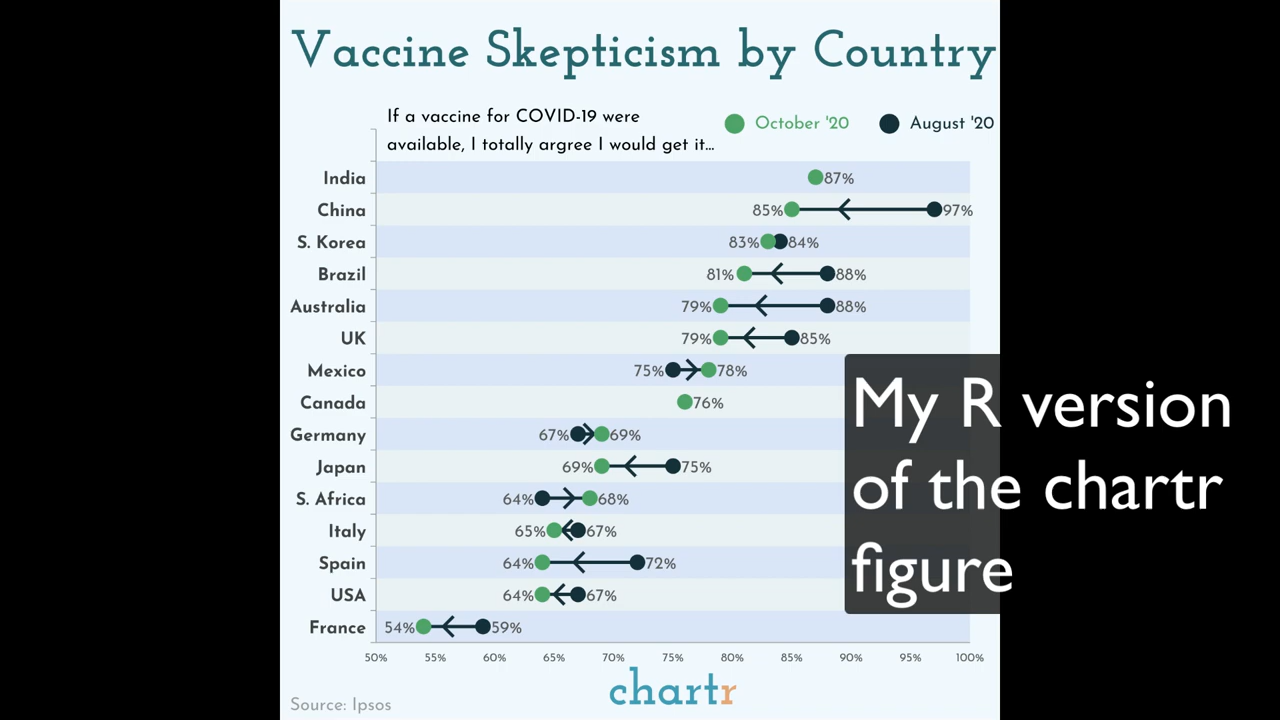 Vaccine Skepticism by Country
If a vaccine for COVID-19 were
available, I totally argree I would get it...
October '20 August '20
India 87%
China 85% 97%
S. Korea 83% 84%
Brazil 81% 88%
Australia 79% 88%
UK 79% 85%
Mexico 75% 78%
Canada 76%
Germany 67% 69%
Japan 69% 75%
S. Africa 64% 68%
Italy 65% 67%
Spain 64% 72%
USA 64% 67%
France 54% 59%
50% 55% 60% 65% 70% 75% 80% 85% 90% 95% 100%
chartr
Source: Ipsos
My R version
of the chartr
figure